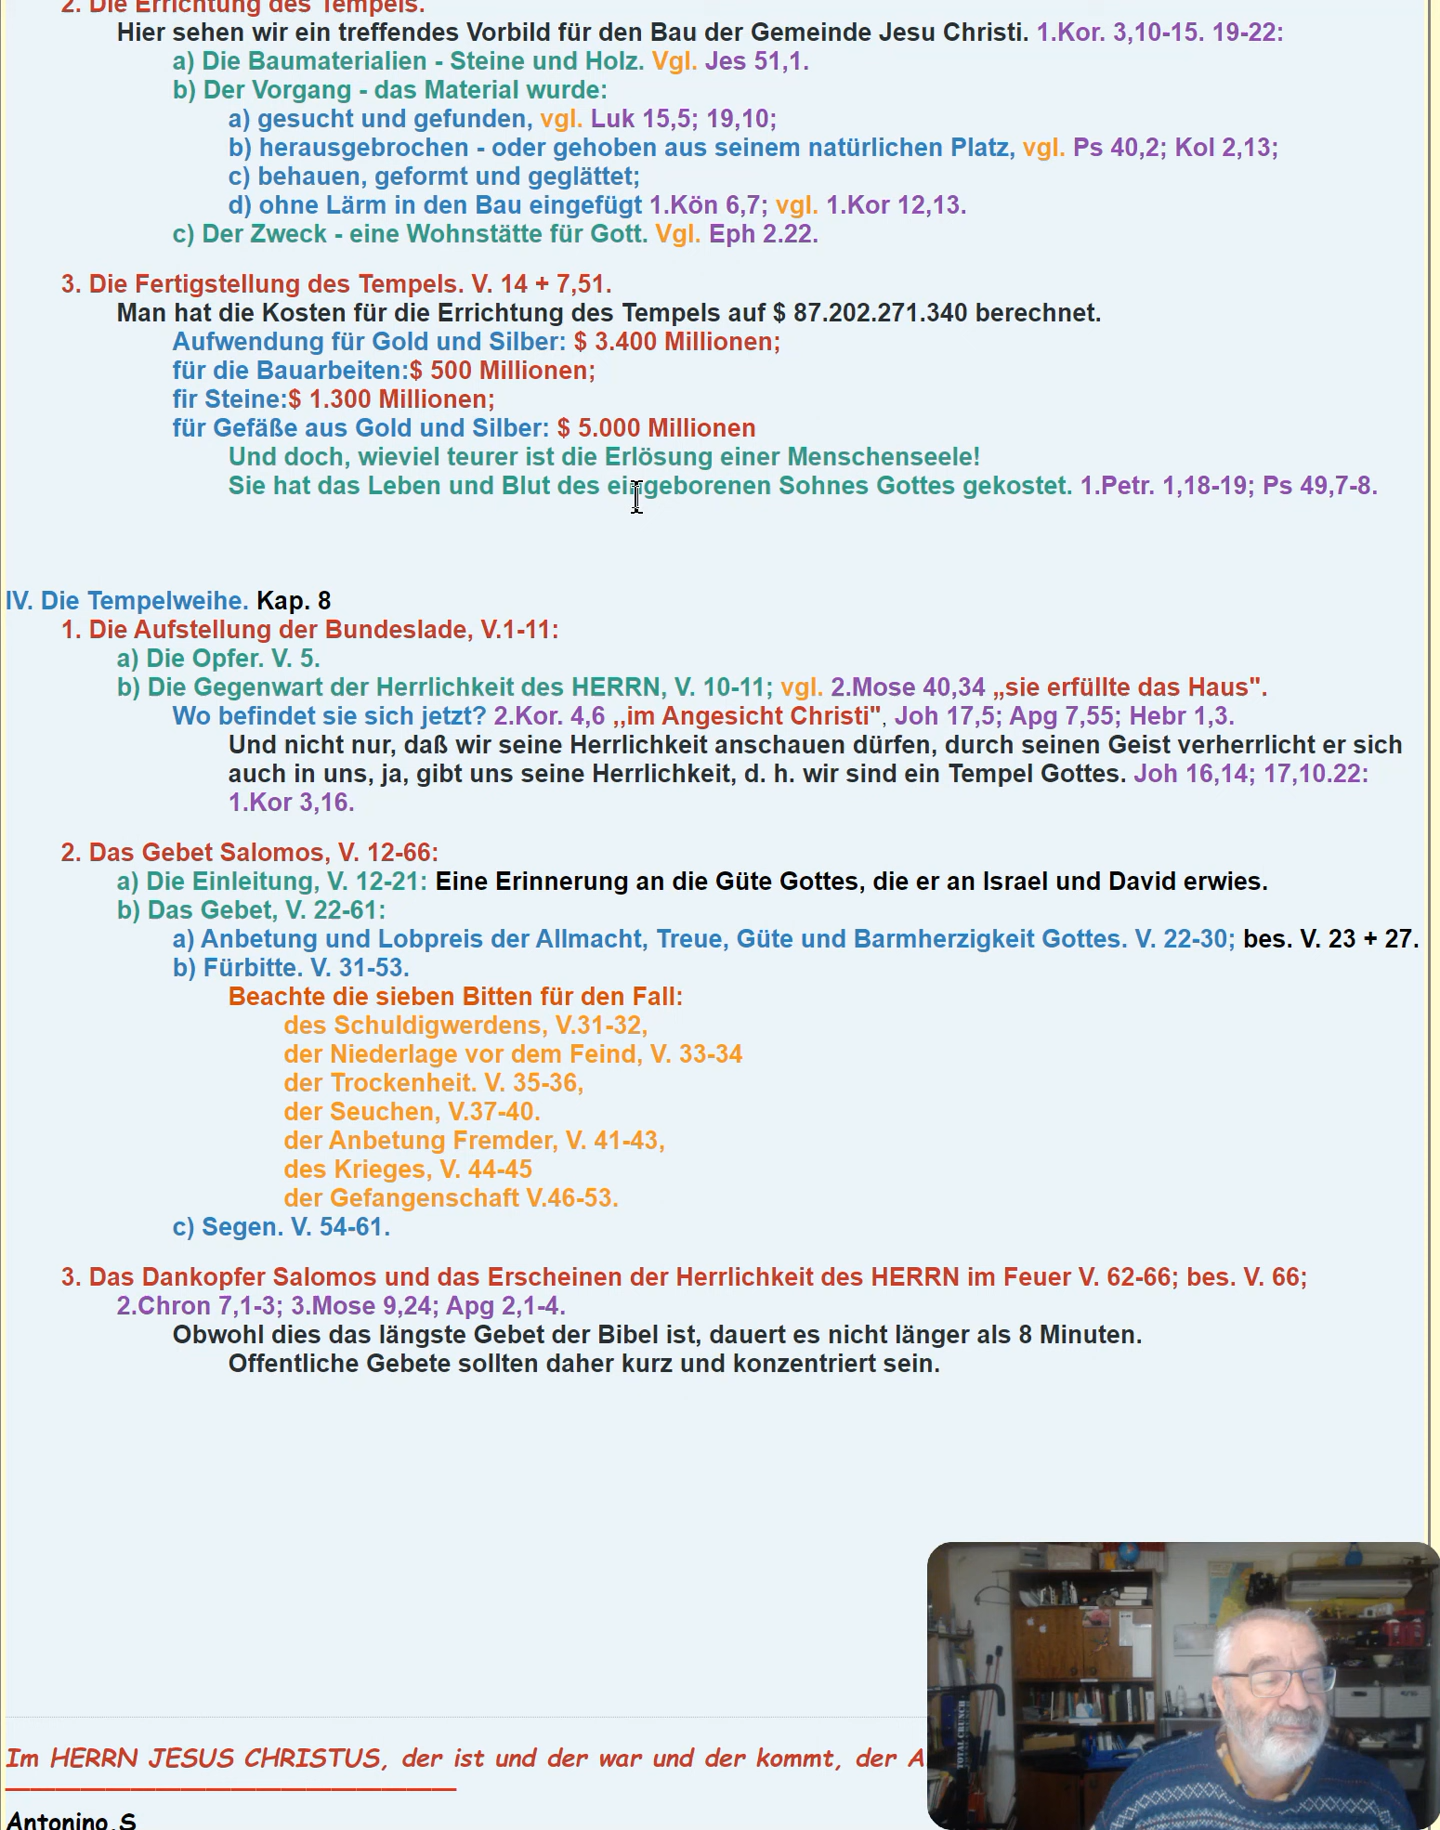 2. Die Errichtung des Tempels.
Hier sehen wir ein treffendes Vorbild für den Bau der Gemeinde Jesu Christi. 1.Kor. 3,10-15. 19-22:
a) Die Baumaterialien - Steine und Holz. Vgl. Jes 51,1.
b) Der Vorgang - das Material wurde:
a) gesucht und gefunden, vgl. Luk 15,5; 19,10;
b) herausgebrochen - oder gehoben aus seinem natürlichen Platz, vgl. Ps 40,2; Kol 2,13;
c) behauen, geformt und geglättet;
d) ohne Lärm in den Bau eingefügt 1.Kön 6,7; vgl. 1.Kor 12,13.
c) Der Zweck - eine Wohnstätte für Gott. Vgl. Eph 2.22.
3. Die Fertigstellung des Tempels. V. 14 + 7,51.
Man hat die Kosten für die Errichtung des Tempels auf $ 87.202.271.340 berechnet.
Aufwendung für Gold und Silber: $ 3.400 Millionen;
für die Bauarbeiten:$ 500 Millionen;
fir Steine:$ 1.300 Millionen;
für Gefäße aus Gold und Silber: $ 5.000 Millionen
Und doch, wieviel teurer ist die Erlösung einer Menschenseele!
Sie hat das Leben und Blut des eingeborenen Sohnes Gottes gekostet. 1.Petr. 1,18-19; Ps 49,7-8.
IV. Die Tempelweihe. Kap. 8
1. Die Aufstellung der Bundeslade, V.1-11:
a) Die Opfer. V. 5.
b) Die Gegenwart der Herrlichkeit des HERRN, V. 10-11; vgl. 2.Mose 40,34 „sie erfüllte das Haus".
Wo befindet sie sich jetzt? 2.Kor. 4,6 ,,im Angesicht Christi", Joh 17,5; Apg 7,55; Hebr 1,3.
Und nicht nur, daß wir seine Herrlichkeit anschauen dürfen, durch seinen Geist verherrlicht er sich
auch in uns, ja, gibt uns seine Herrlichkeit, d. h. wir sind ein Tempel Gottes. Joh 16,14; 17,10.22:
1.Kor 3,16.
2. Das Gebet Salomos, V. 12-66:
a) Die Einleitung, V. 12-21: Eine Erinnerung an die Güte Gottes, die er an Israel und David erwies.
b) Das Gebet, V. 22-61:
a) Anbetung und Lobpreis der Allmacht, Treue, Güte und Barmherzigkeit Gottes. V. 22-30; bes. V. 23 + 27.
b) Fürbitte. V. 31-53.
Beachte die sieben Bitten für den Fall:
des Schuldigwerdens, V.31-32,
der Niederlage vor dem Feind, V. 33-34
der Trockenheit. V. 35-36,
der Seuchen, V.37-40.
der Anbetung Fremder, V. 41-43,
des Krieges, V. 44-45
der Gefangenschaft V.46-53.
c) Segen. V. 54-61.
3. Das Dankopfer Salomos und das Erscheinen der Herrlichkeit des HERRN im Feuer V. 62-66; bes. V. 66;
2.Chron 7,1-3; 3.Mose 9,24; Apg 2,1-4.
Obwohl dies das längste Gebet der Bibel ist, dauert es nicht länger als 8 Minuten.
Offentliche Gebete sollten daher kurz und konzentriert sein.
Im HERRN JESUS CHRISTUS, der ist und der war und der kommt, der A
Antonino.S
TOTAL CRUNCH